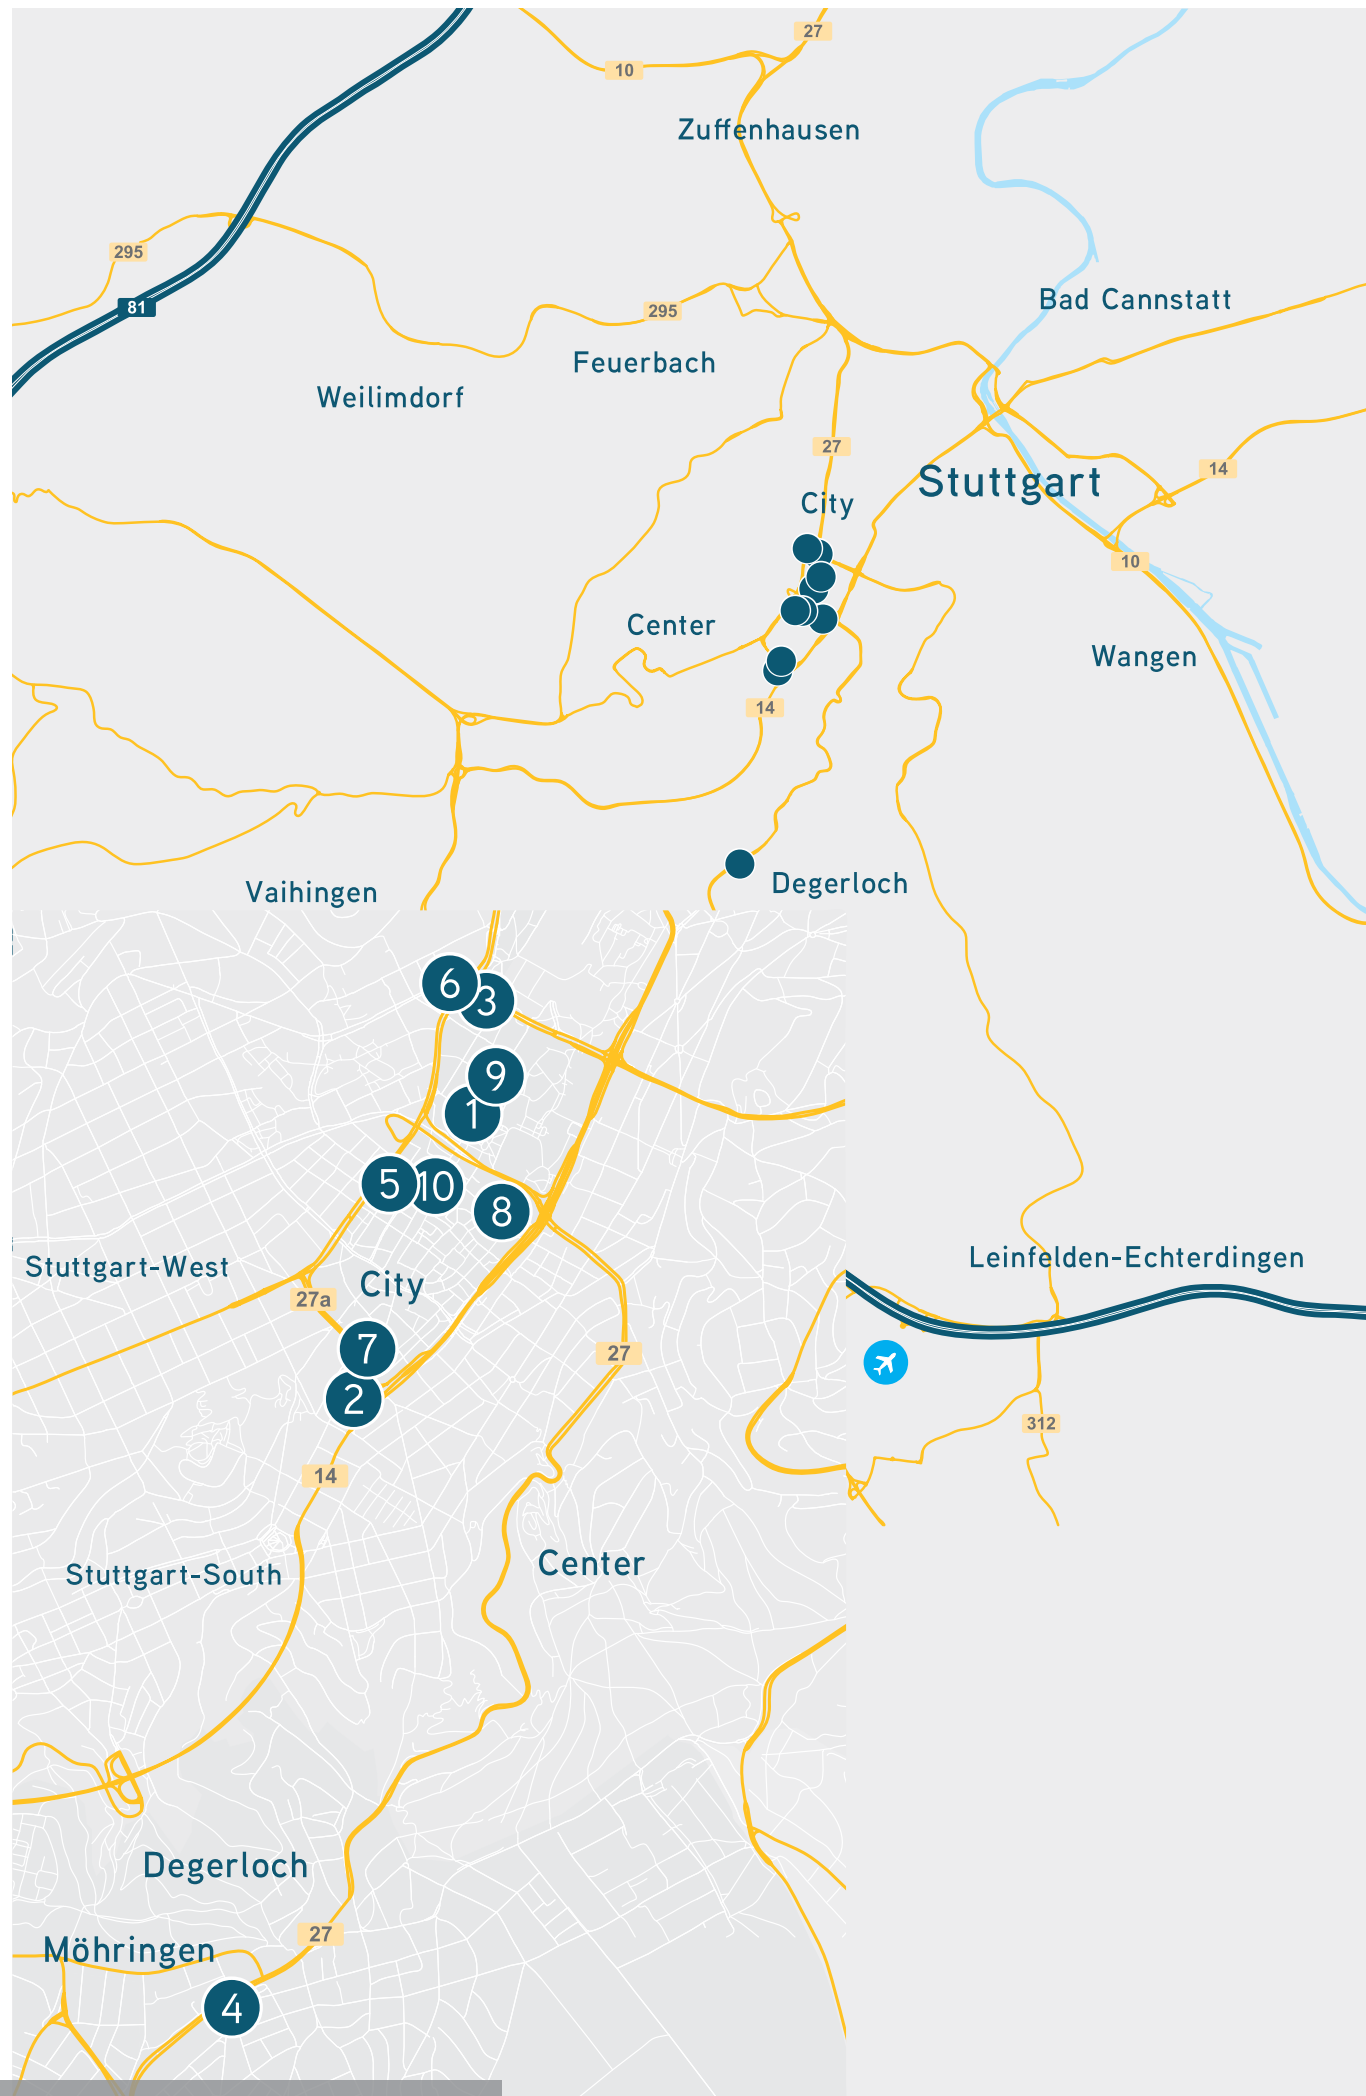 27
10
Zuffenhausen
295
81
Bad Cannstatt
295
Feuerbach
Weilimdorf
27
14
Stuttgart
City
10
Center
Wangen
14
Degerloch
Vaihingen
6
3
9
1
5
10
8
Stuttgart-West
Leinfelden-Echterdingen
City
27a
7
27
2
312
14
Center
Stuttgart-South
Degerloch
27
Möhringen
4